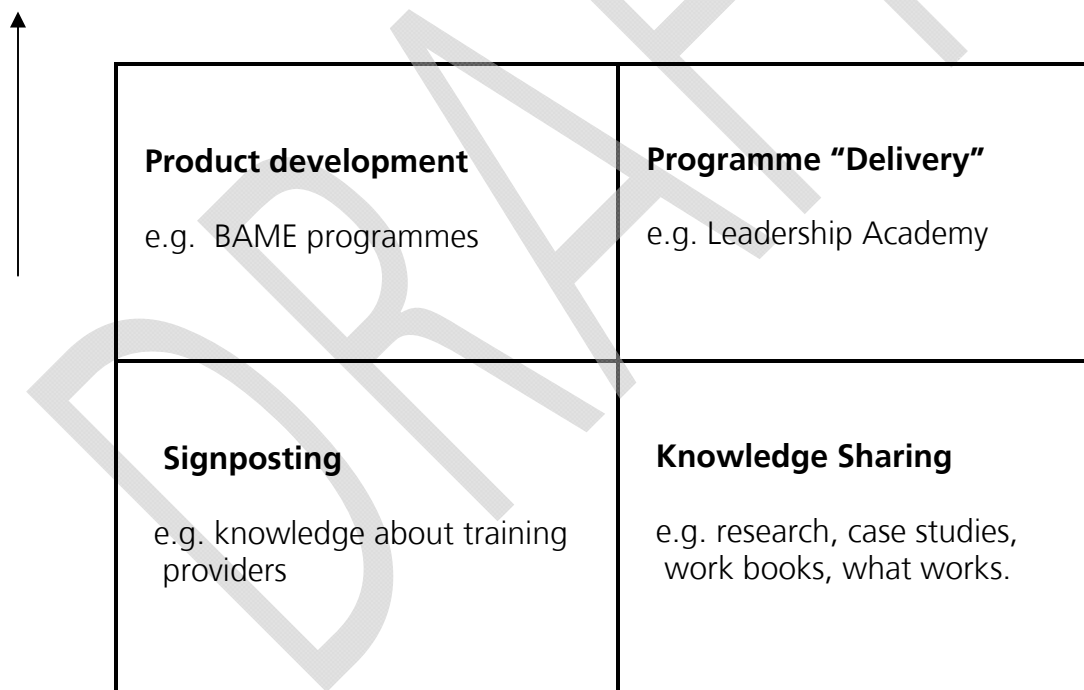 Product development
e.g. BAME programmes
Programme “Delivery”
e.g. Leadership Academy
Signposting
e.g. knowledge about training
providers
Knowledge Sharing
e.g. research, case studies,
work books, what works.
DRAF